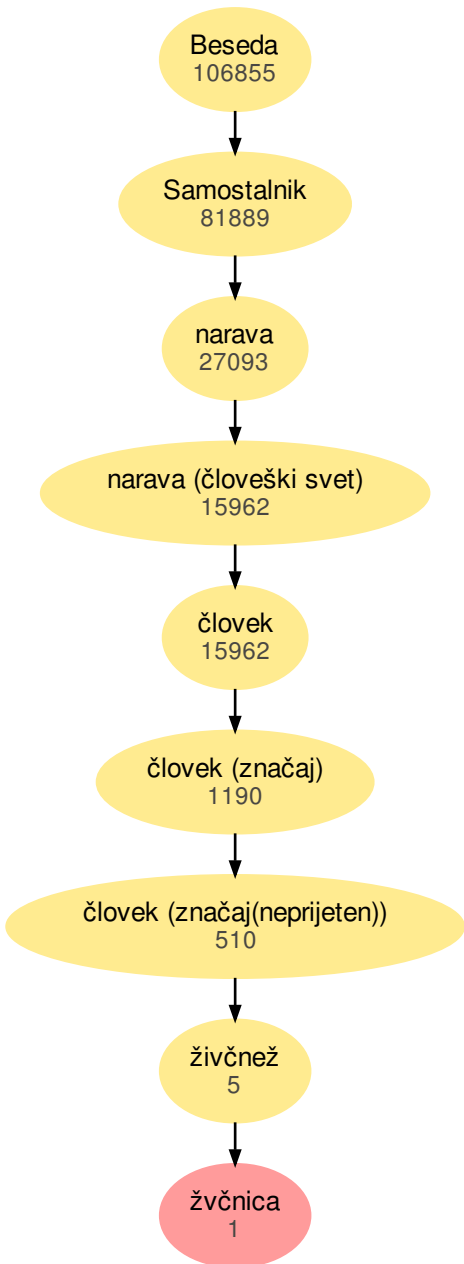 Beseda
106855
Samostalnik
81889
narava
27093
narava (človeški svet)
15962
človek
15962
človek (značaj)
1190
človek (značaj(neprijeten))
510
živčnež
5
žvčnica
1